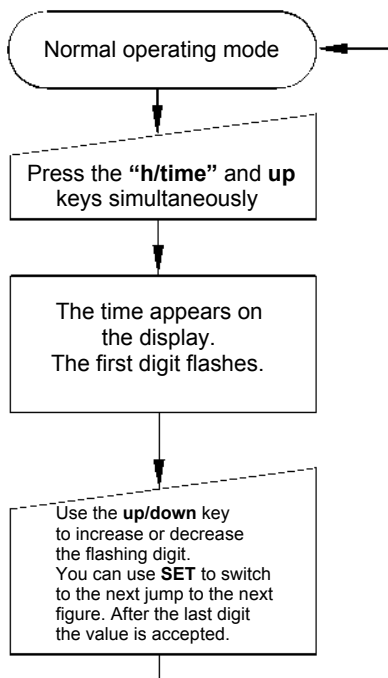 Normal operating mode
Press the “h/time” and up
keys simultaneously
The time appears on
the display.
The first digit flashes.
Use the up/down key
to increase or decrease
the flashing digit.
You can use SET to switch
to the next jump to the next
figure. After the last digit
the value is accepted.